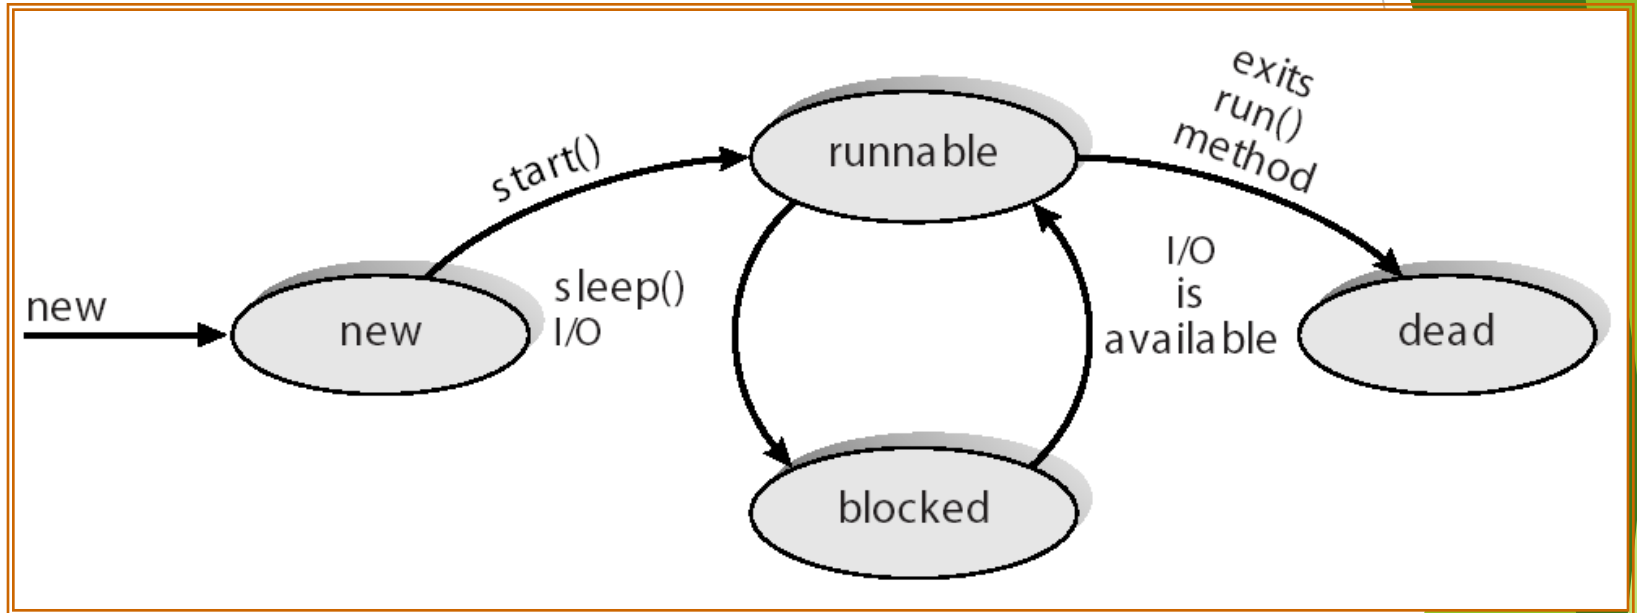 new
new
start()
sleep()
I/O
runnable
blocked
exits
run()
method
I/O
is
available
dead